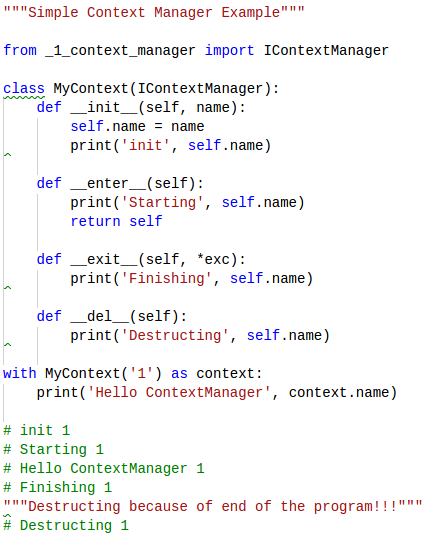 """Simple Context Manager Example"""
from _1_context_manager import IContextManager
class MyContext(IContextManager):
    def __init__(self, name):
        self.name = name
        print('init', self.name)
    def __enter__(self):
        print('Starting', self.name)
        return self
    def __exit__(self, *exc):
        print('Finishing', self.name)
    def __del__(self):
        print('Destructing', self.name)
with MyContext('1') as context:
    print('Hello ContextManager', context.name)
# init 1
# Starting 1
# Hello ContextManager 1
# Finishing 1
"""Destructing because of end of the program!!!"""
# Destructing 1